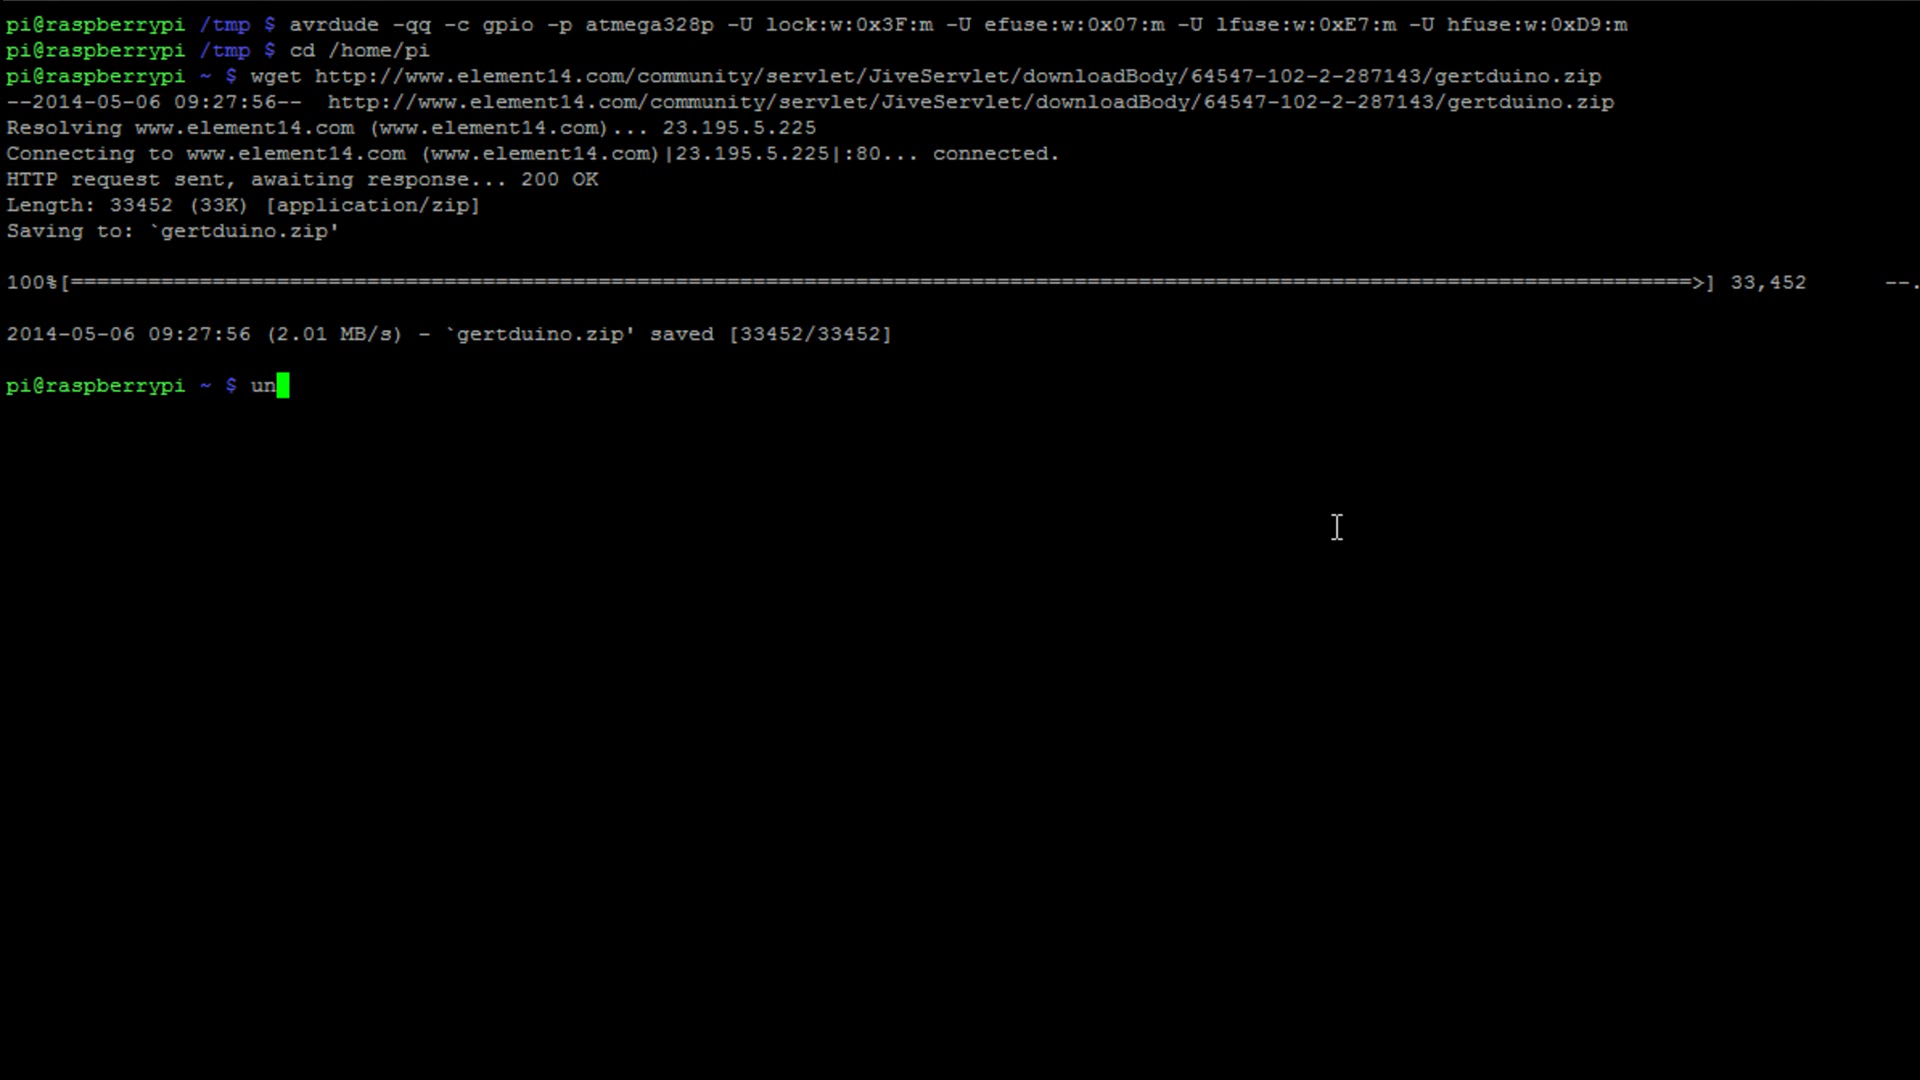 pi@raspberrypi /tmp $ avrdude -qq -c gpio -p atmega328p -U lock:w:0x3F:m -U efuse:w:0x07:m -U lfuse:w:0xE7:m -U hfuse:w:0xD9:m
pi@raspberrypi /tmp $ cd /home/pi
pi@raspberrypi ~ $ wget http://www.element14.com/community/servlet/JiveServlet/downloadBody/64547-102-2-287143/gertduino.zip
--2014-05-06 09:27:56--  http://www.element14.com/community/servlet/JiveServlet/downloadBody/64547-102-2-287143/gertduino.zip
Resolving www.element14.com (www.element14.com)... 23.195.5.225
Connecting to www.element14.com (www.element14.com)|23.195.5.225|:80... connected.
HTTP request sent, awaiting response... 200 OK
Length: 33452 (33K) [application/zip]
Saving to: `gertduino.zip'
100%[==============================================================================================================================>] 33,452      --.
2014-05-06 09:27:56 (2.01 MB/s) - `gertduino.zip' saved [33452/33452]
pi@raspberrypi ~ $ un